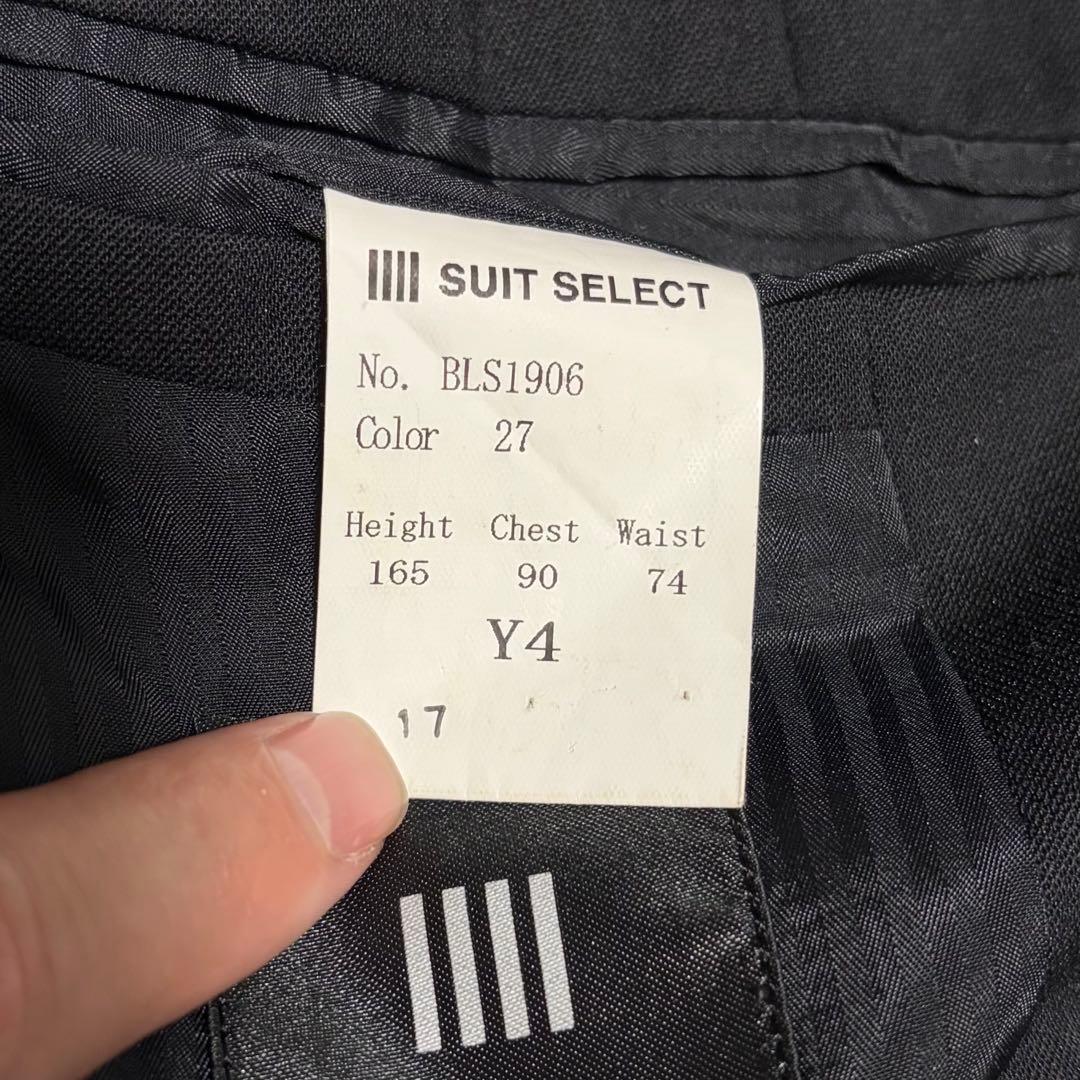 SUIT SELECT
No. BLS1906
Color 27
Height Chest Waist
165 90 74
Y4
17